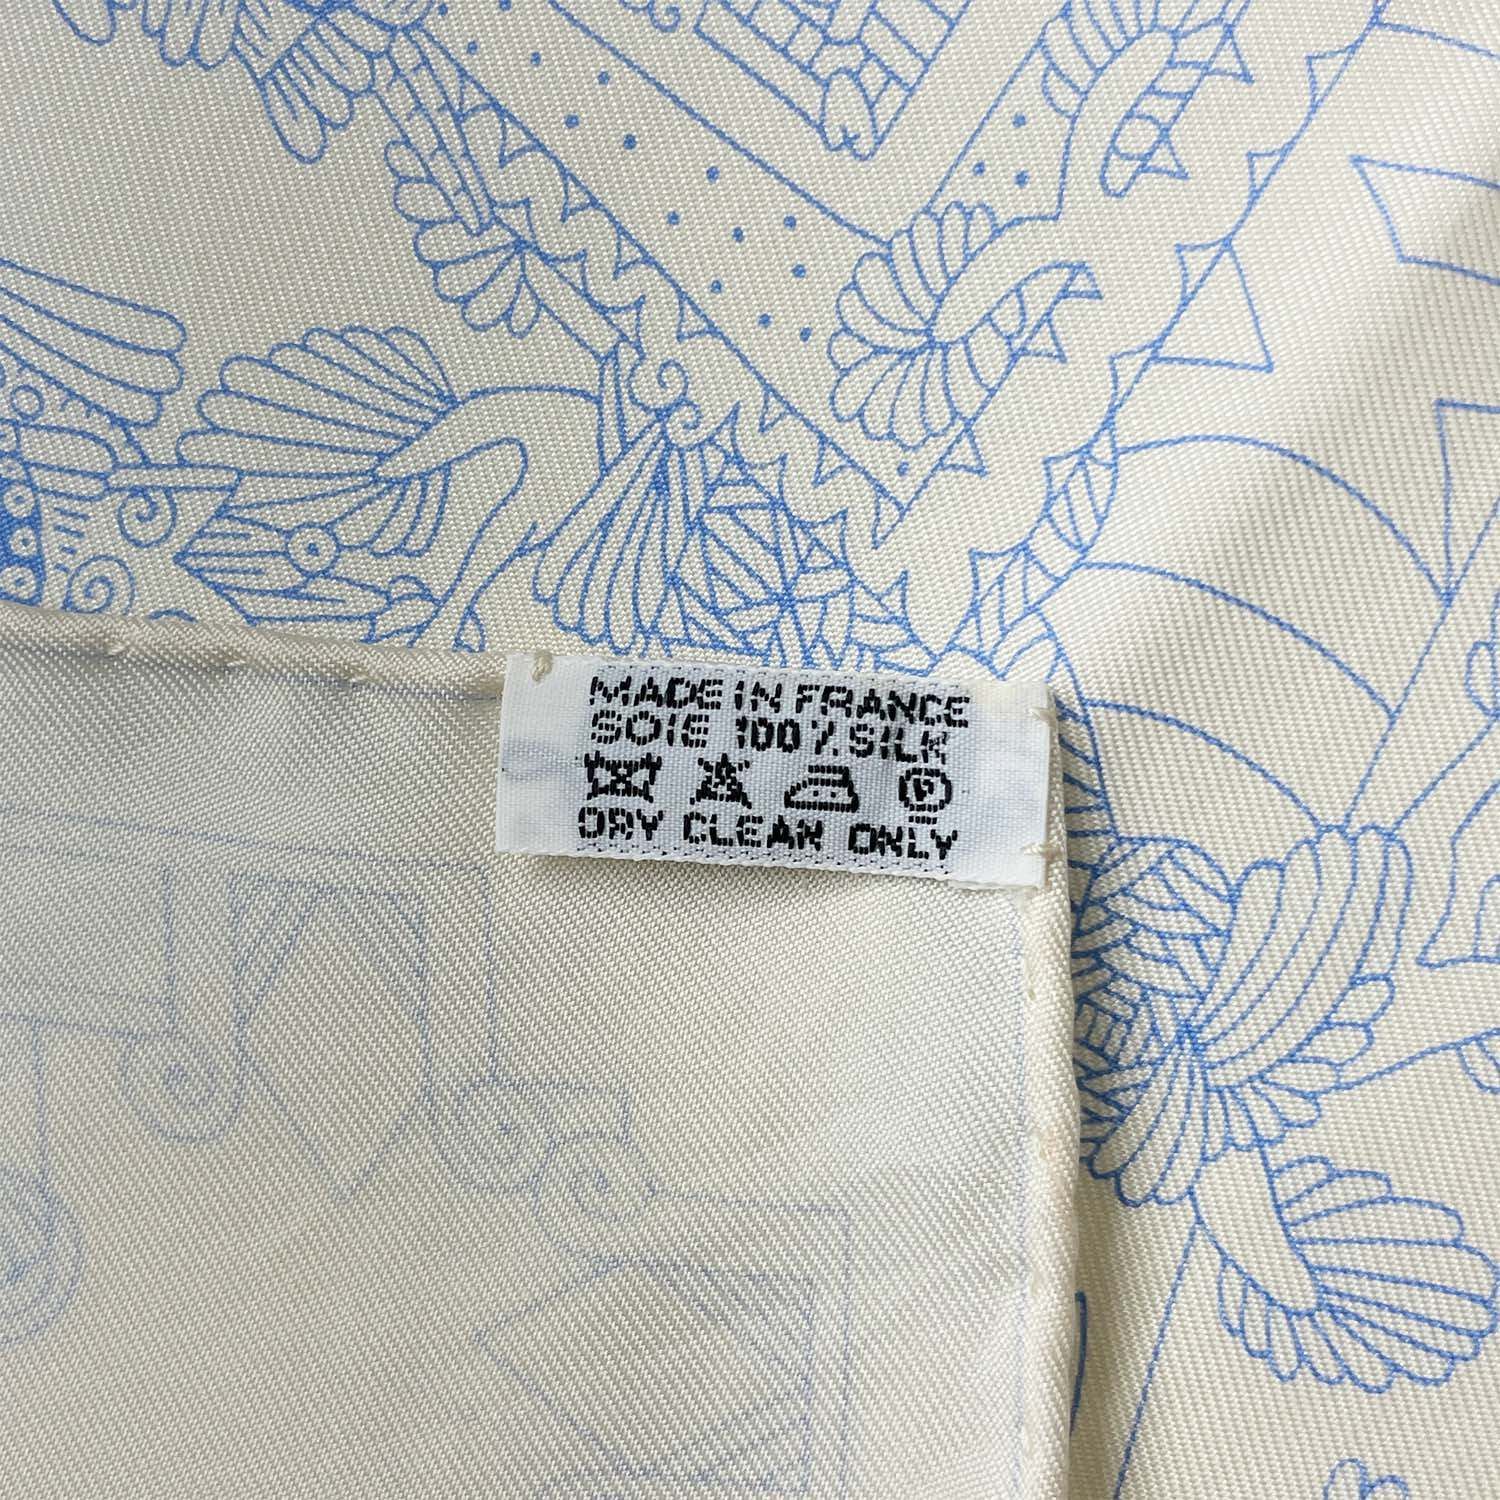 MADE IN FRANCE
SOIE 100% SILK
DRY CLEAN ONLY